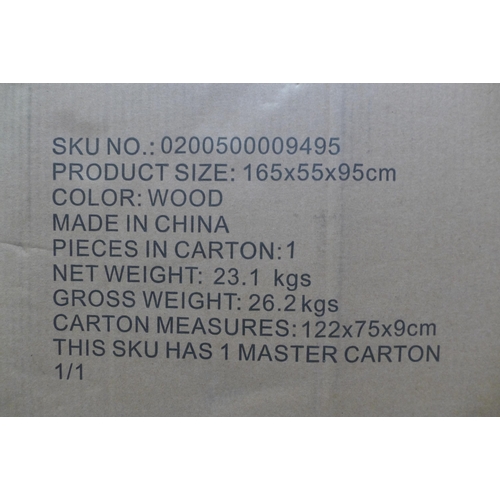 SKU NO.: 0200500009495
PRODUCT SIZE: 165x55x95cm
COLOR: WOOD
MADE IN CHINA
PIECES IN CARTON: 1
NET WEIGHT: 23.1 kgs
GROSS WEIGHT: 26.2 kgs
CARTON MEASURES: 122x75x9cm
THIS SKU HAS 1 MASTER CARTON
1/1